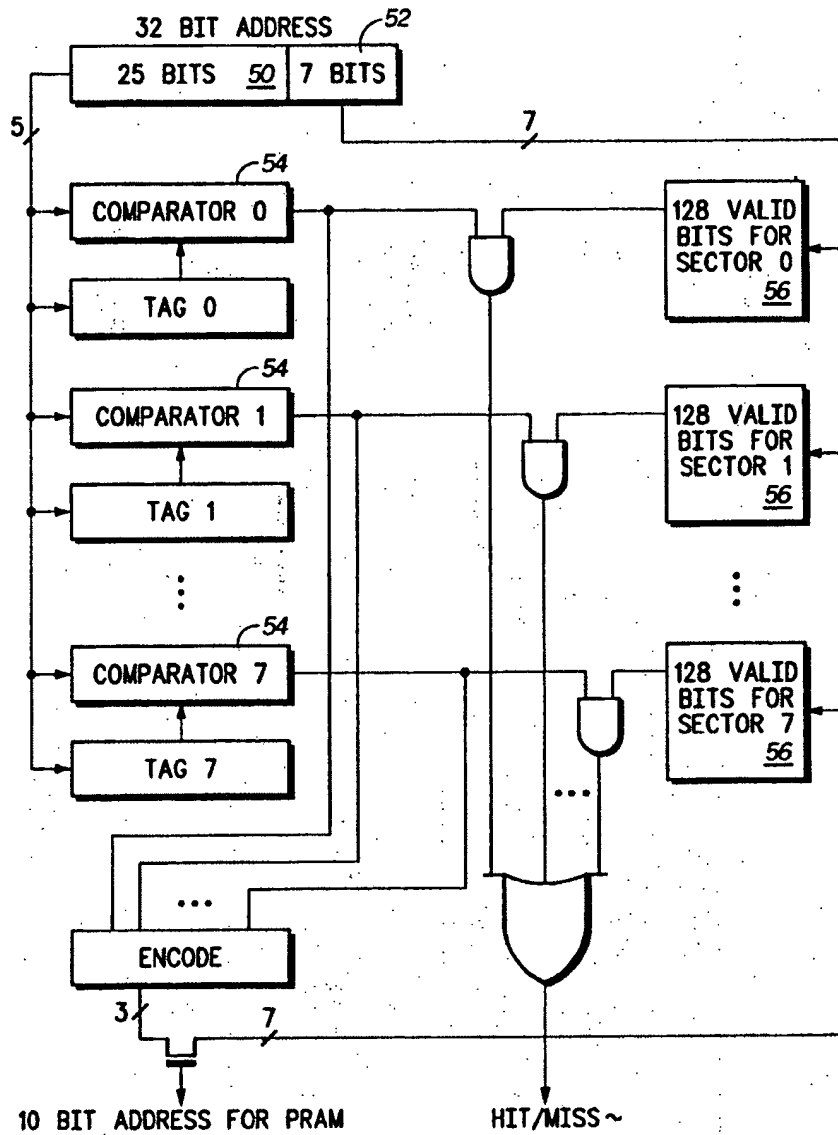 32 BIT ADDRESS
52
25 BITS 50 7 BITS
5
7
54
COMPARATOR 0
128 VALID
BITS FOR
SECTOR 0
56
TAG 0
54
COMPARATOR 1
128 VALID
BITS FOR
SECTOR 1
56
TAG 1
54
COMPARATOR 7
128 VALID
BITS FOR
SECTOR 7
56
TAG 7
ENCODE
3
7
10 BIT ADDRESS FOR PRAM
HIT/MISS~